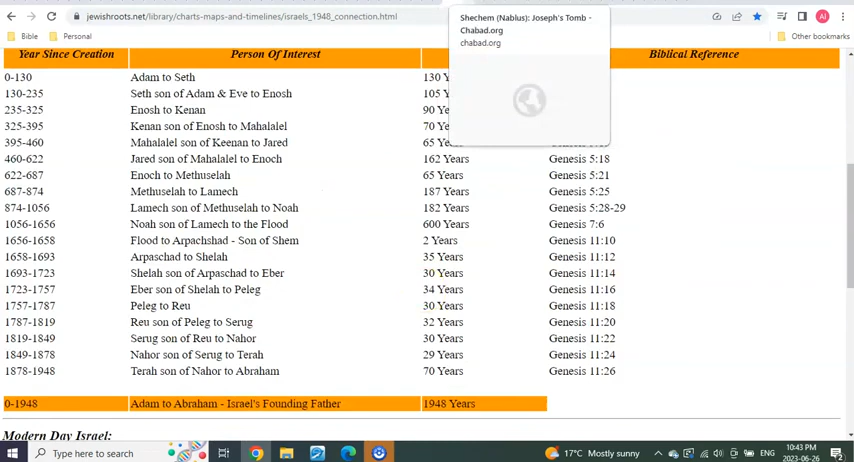 jewishroots.net/library/charts-maps-and-timelines/israels_1948_connection.html
Bible
Personal
Other bookmarks
Shechem (Nablus): Joseph's Tomb -
Chabad.org
chabad.org
AI
Year Since Creation Person Of Interest Biblical Reference
0-130 Adam to Seth 130
130-235 Seth son of Adam & Eve to Enosh 105
235-325 Enosh to Kenan 90
325-395 Kenan son of Enosh to Mahalalel 70
395-460 Mahalalel son of Keenan to Jared 65
460-622 Jared son of Mahalalel to Enoch 162 Years Genesis 5:18
622-687 Enoch to Methuselah 65 Years Genesis 5:21
687-874 Methuselah to Lamech 187 Years Genesis 5:25
874-1056 Lamech son of Methuselah to Noah 182 Years Genesis 5:28-29
1056-1656 Noah son of Lamech to the Flood 600 Years Genesis 7:6
1656-1658 Flood to Arpachshad - Son of Shem 2 Years Genesis 11:10
1658-1693 Arpaschad to Shelah 35 Years Genesis 11:12
1693-1723 Shelah son of Arpaschad to Eber 30 Years Genesis 11:14
1723-1757 Eber son of Shelah to Peleg 34 Years Genesis 11:16
1757-1787 Peleg to Reu 30 Years Genesis 11:18
1787-1819 Reu son of Peleg to Serug 32 Years Genesis 11:20
1819-1849 Serug son of Reu to Nahor 30 Years Genesis 11:22
1849-1878 Nahor son of Serug to Terah 29 Years Genesis 11:24
1878-1948 Terah son of Nahor to Abraham 70 Years Genesis 11:26
0-1948 Adam to Abraham - Israel's Founding Father 1948 Years
Modern Day Israel:
Type here to search
17°C Mostly sunny
ENG
10:43 PM
2023-06-26
2